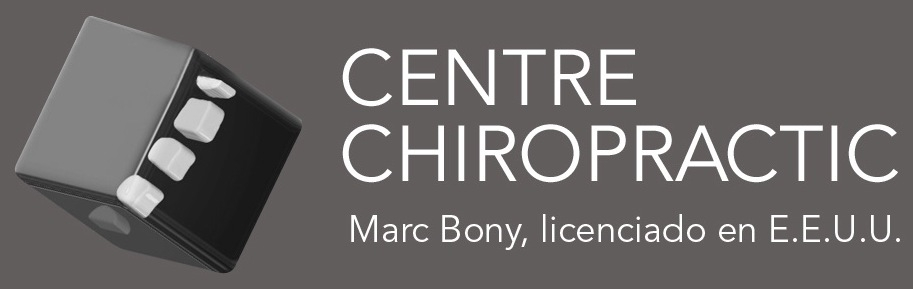 CENTRE
CHIROPRACTIC
Marc Bony, licenciado en E.E.U.U.